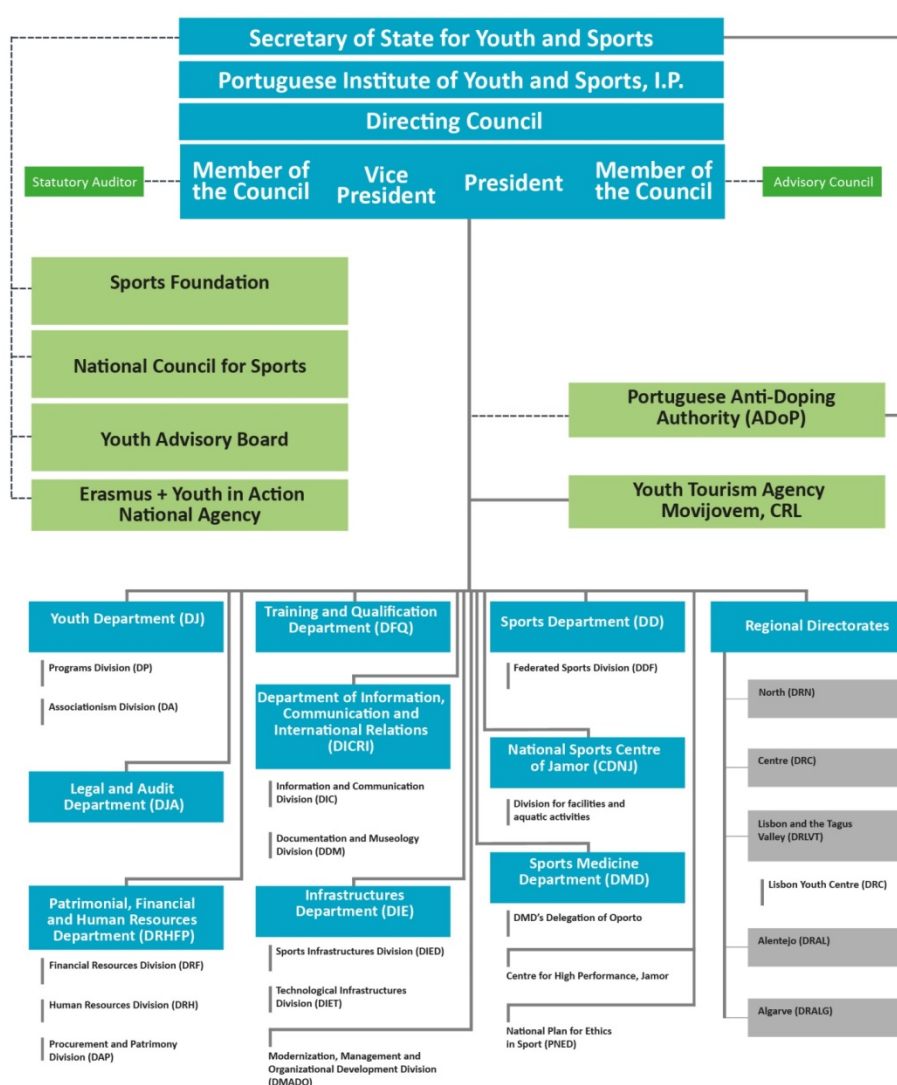 Secretary of State for Youth and Sports
Portuguese Institute of Youth and Sports, I.P.
Directing Council
Statutory Auditor
Member of
the Council
Vice
President
President
Member of
the Council
Advisory Council
Sports Foundation
National Council for Sports
Youth Advisory Board
Erasmus + Youth in Action
National Agency
Portuguese Anti-Doping
Authority (ADoP)
Youth Tourism Agency
Movijovem, CRL
Youth Department (DJ)
Programs Division (DP)
Associationism Division (DA)
Legal and Audit
Department (DJA)
Patrimonial, Financial
and Human Resources
Department (DRHFP)
Financial Resources Division (DRF)
Human Resources Division (DRH)
Procurement and Patrimony
Division (DAP)
Training and Qualification
Department (DFQ)
Department of Information,
Communication and
International Relations
(DICRI)
Information and Communication
Division (DIC)
Documentation and Museology
Division (DDM)
Infrastructures
Department (DIE)
Sports Infrastructures Division (DIED)
Technological Infrastructures
Division (DIET)
Modernization, Management and
Organizational Development Division
(DMADO)
Sports Department (DD)
Federated Sports Division (DDF)
National Sports Centre
of Jamor (CDNJ)
Division for facilities and
aquatic activities
Sports Medicine
Department (DMD)
DMD's Delegation of Oporto
Centre for High Performance, Jamor
National Plan for Ethics
in Sport (PNED)
Regional Directorates
North (DRN)
Centre (DRC)
Lisbon and the Tagus
Valley (DRLVT)
Lisbon Youth Centre (DRC)
Alentejo (DRAL)
Algarve (DRALG)